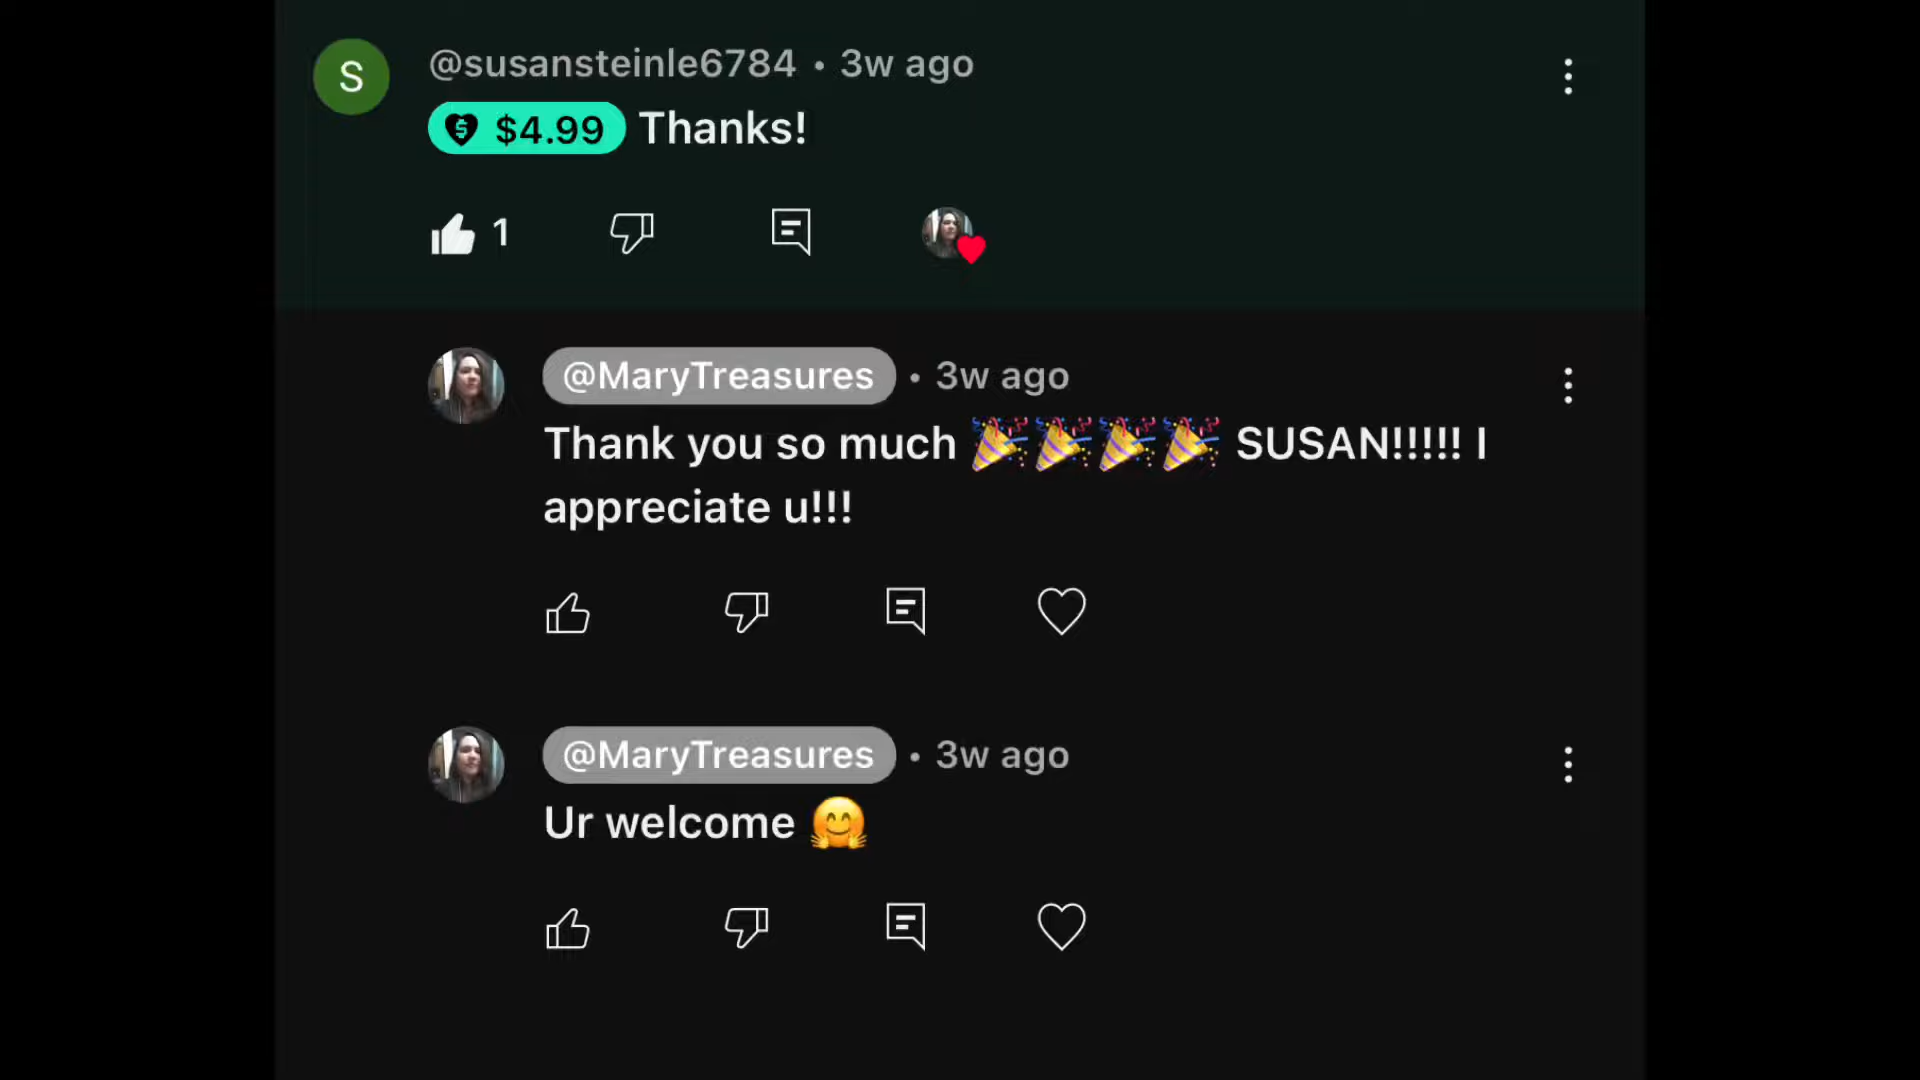 S
@susansteinle6784 • 3w ago
$4.99 Thanks!
1
@MaryTreasures • 3w ago
Thank you so much 🎉🎉🎉🎉 SUSAN!!!!! I
appreciate u!!!
@MaryTreasures • 3w ago
Ur welcome 🤗